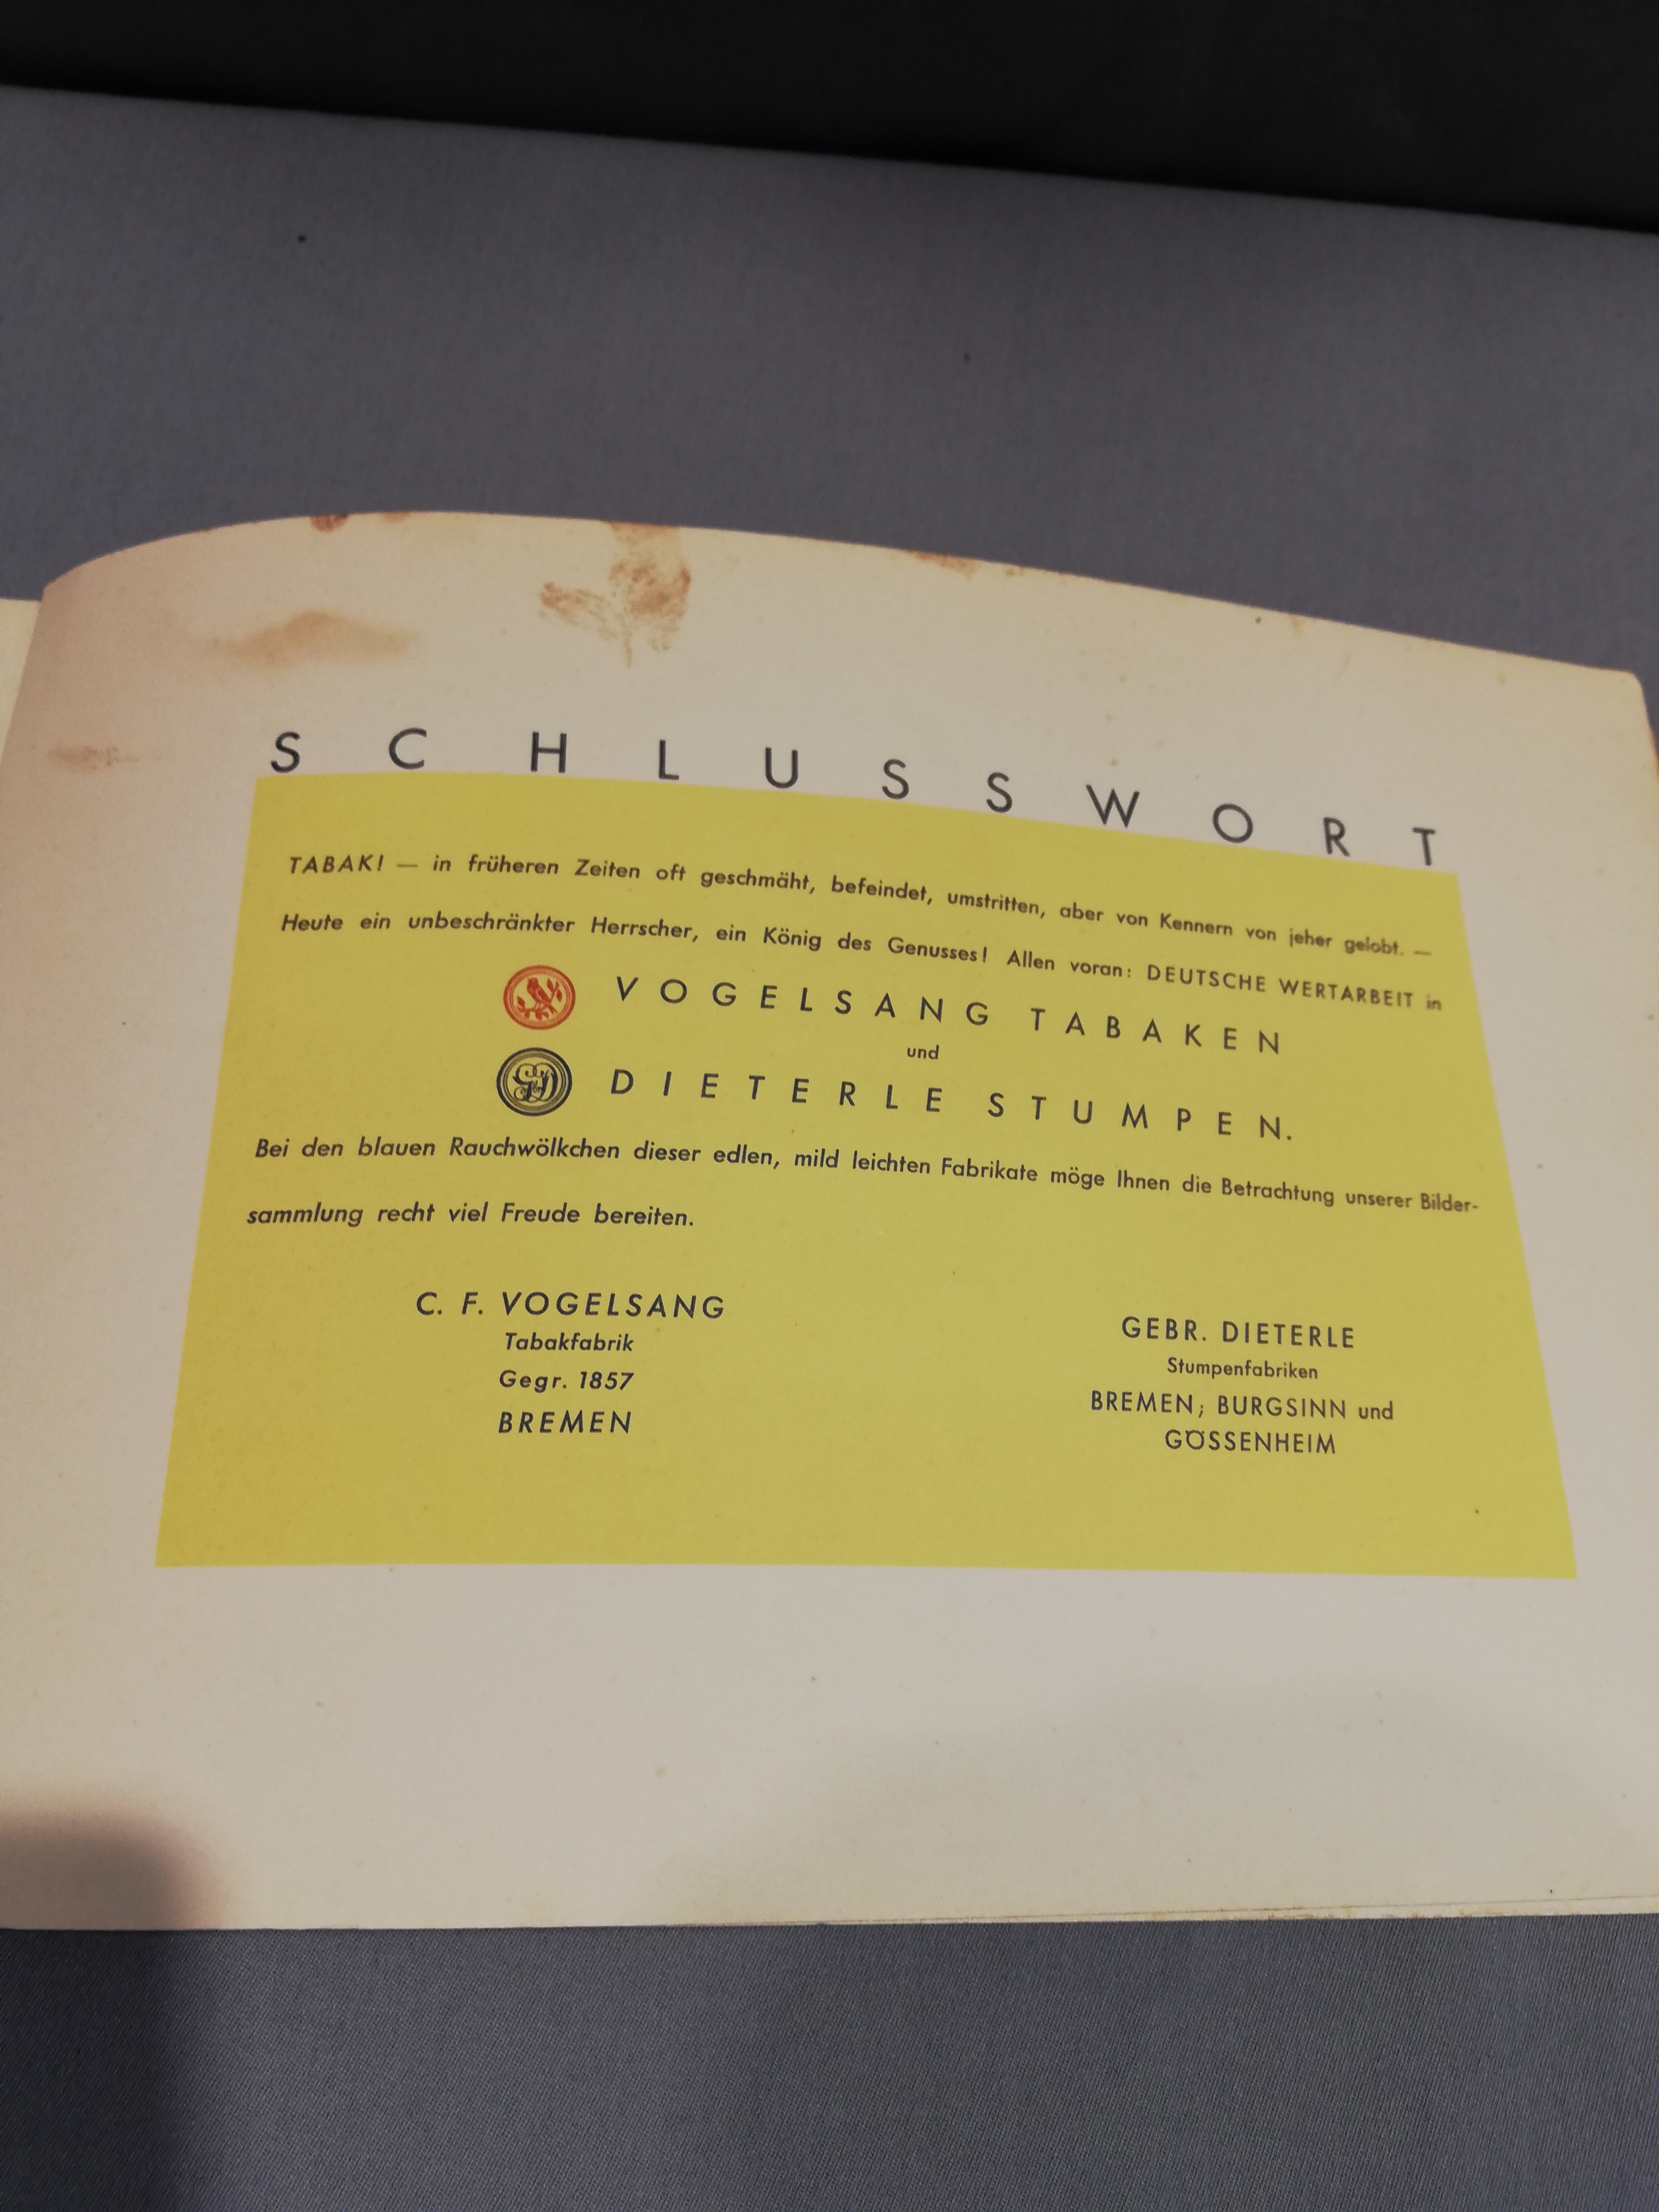 SCHLUSSWORT
TABAK! — in früheren Zeiten oft geschmäht, befeindet, umstritten, aber von Kennern von jeher gelobt. —
Heute ein unbeschränkter Herrscher, ein König des Genusses! Allen voran: DEUTSCHE WERTARBEIT in
VOGELSANG TABAKEN
und
GD
DIETERLE STUMPEN.
Bei den blauen Rauchwölkchen dieser edlen, mild leichten Fabrikate möge Ihnen die Betrachtung unserer Bilder-
sammlung recht viel Freude bereiten.
C. F. VOGELSANG
Tabakfabrik
Gegr. 1857
BREMEN
GEBR. DIETERLE
Stumpenfabriken
BREMEN; BURGSINN und
GÖSSENHEIM